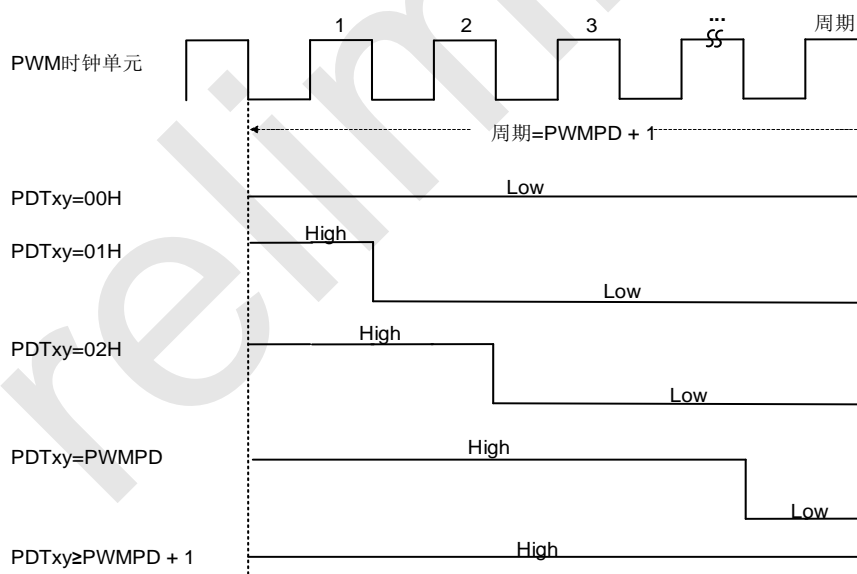 1 2 3 ... 周期
PWM时钟单元
周期=PWMPD + 1
PDTxy=00H Low
PDTxy=01H High Low
PDTxy=02H High Low
PDTxy=PWMPD High Low
PDTxy≥PWMPD + 1 High
relimi